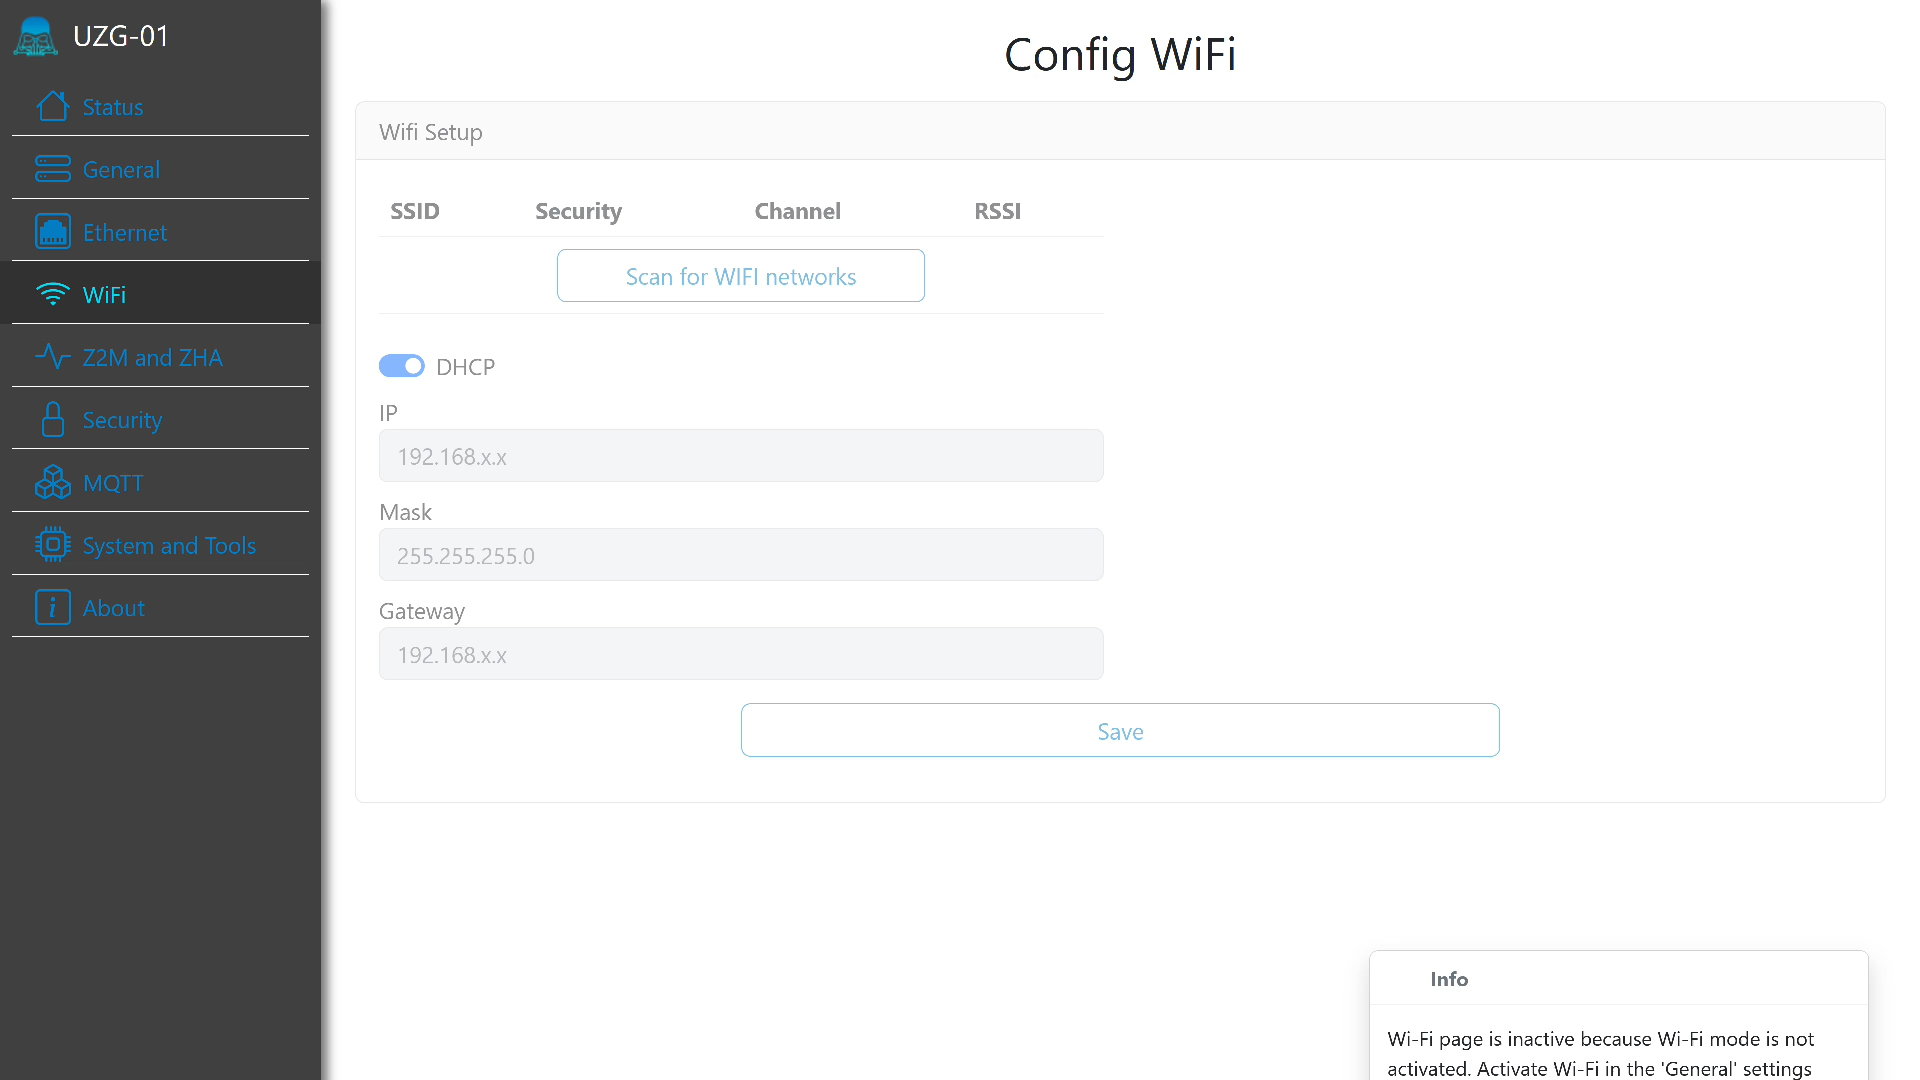 UZG-01
Status
General
Ethernet
WiFi
Z2M and ZHA
Security
MQTT
System and Tools
About
Config WiFi
Wifi Setup
SSID Security Channel RSSI
Scan for WIFI networks
DHCP
IP
192.168.x.x
Mask
255.255.255.0
Gateway
192.168.x.x
Save
Info
Wi-Fi page is inactive because Wi-Fi mode is not
activated. Activate Wi-Fi in the 'General' settings